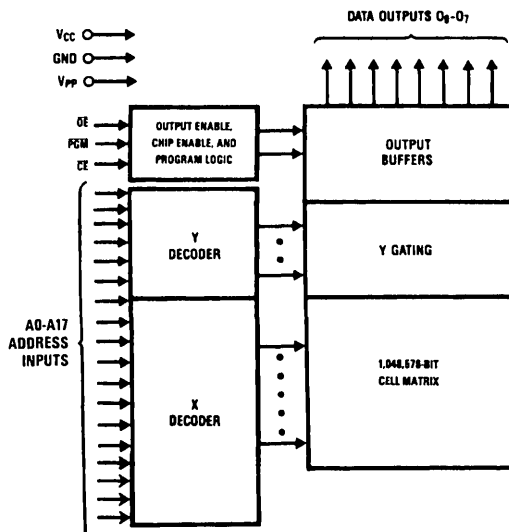 DATA OUTPUTS O0-O7
VCC
GND
VPP
OE
PGM
CE
OUTPUT ENABLE,
CHIP ENABLE, AND
PROGRAM LOGIC
OUTPUT
BUFFERS
Y
DECODER
Y GATING
A0-A17
ADDRESS
INPUTS
X
DECODER
1,048,576-BIT
CELL MATRIX